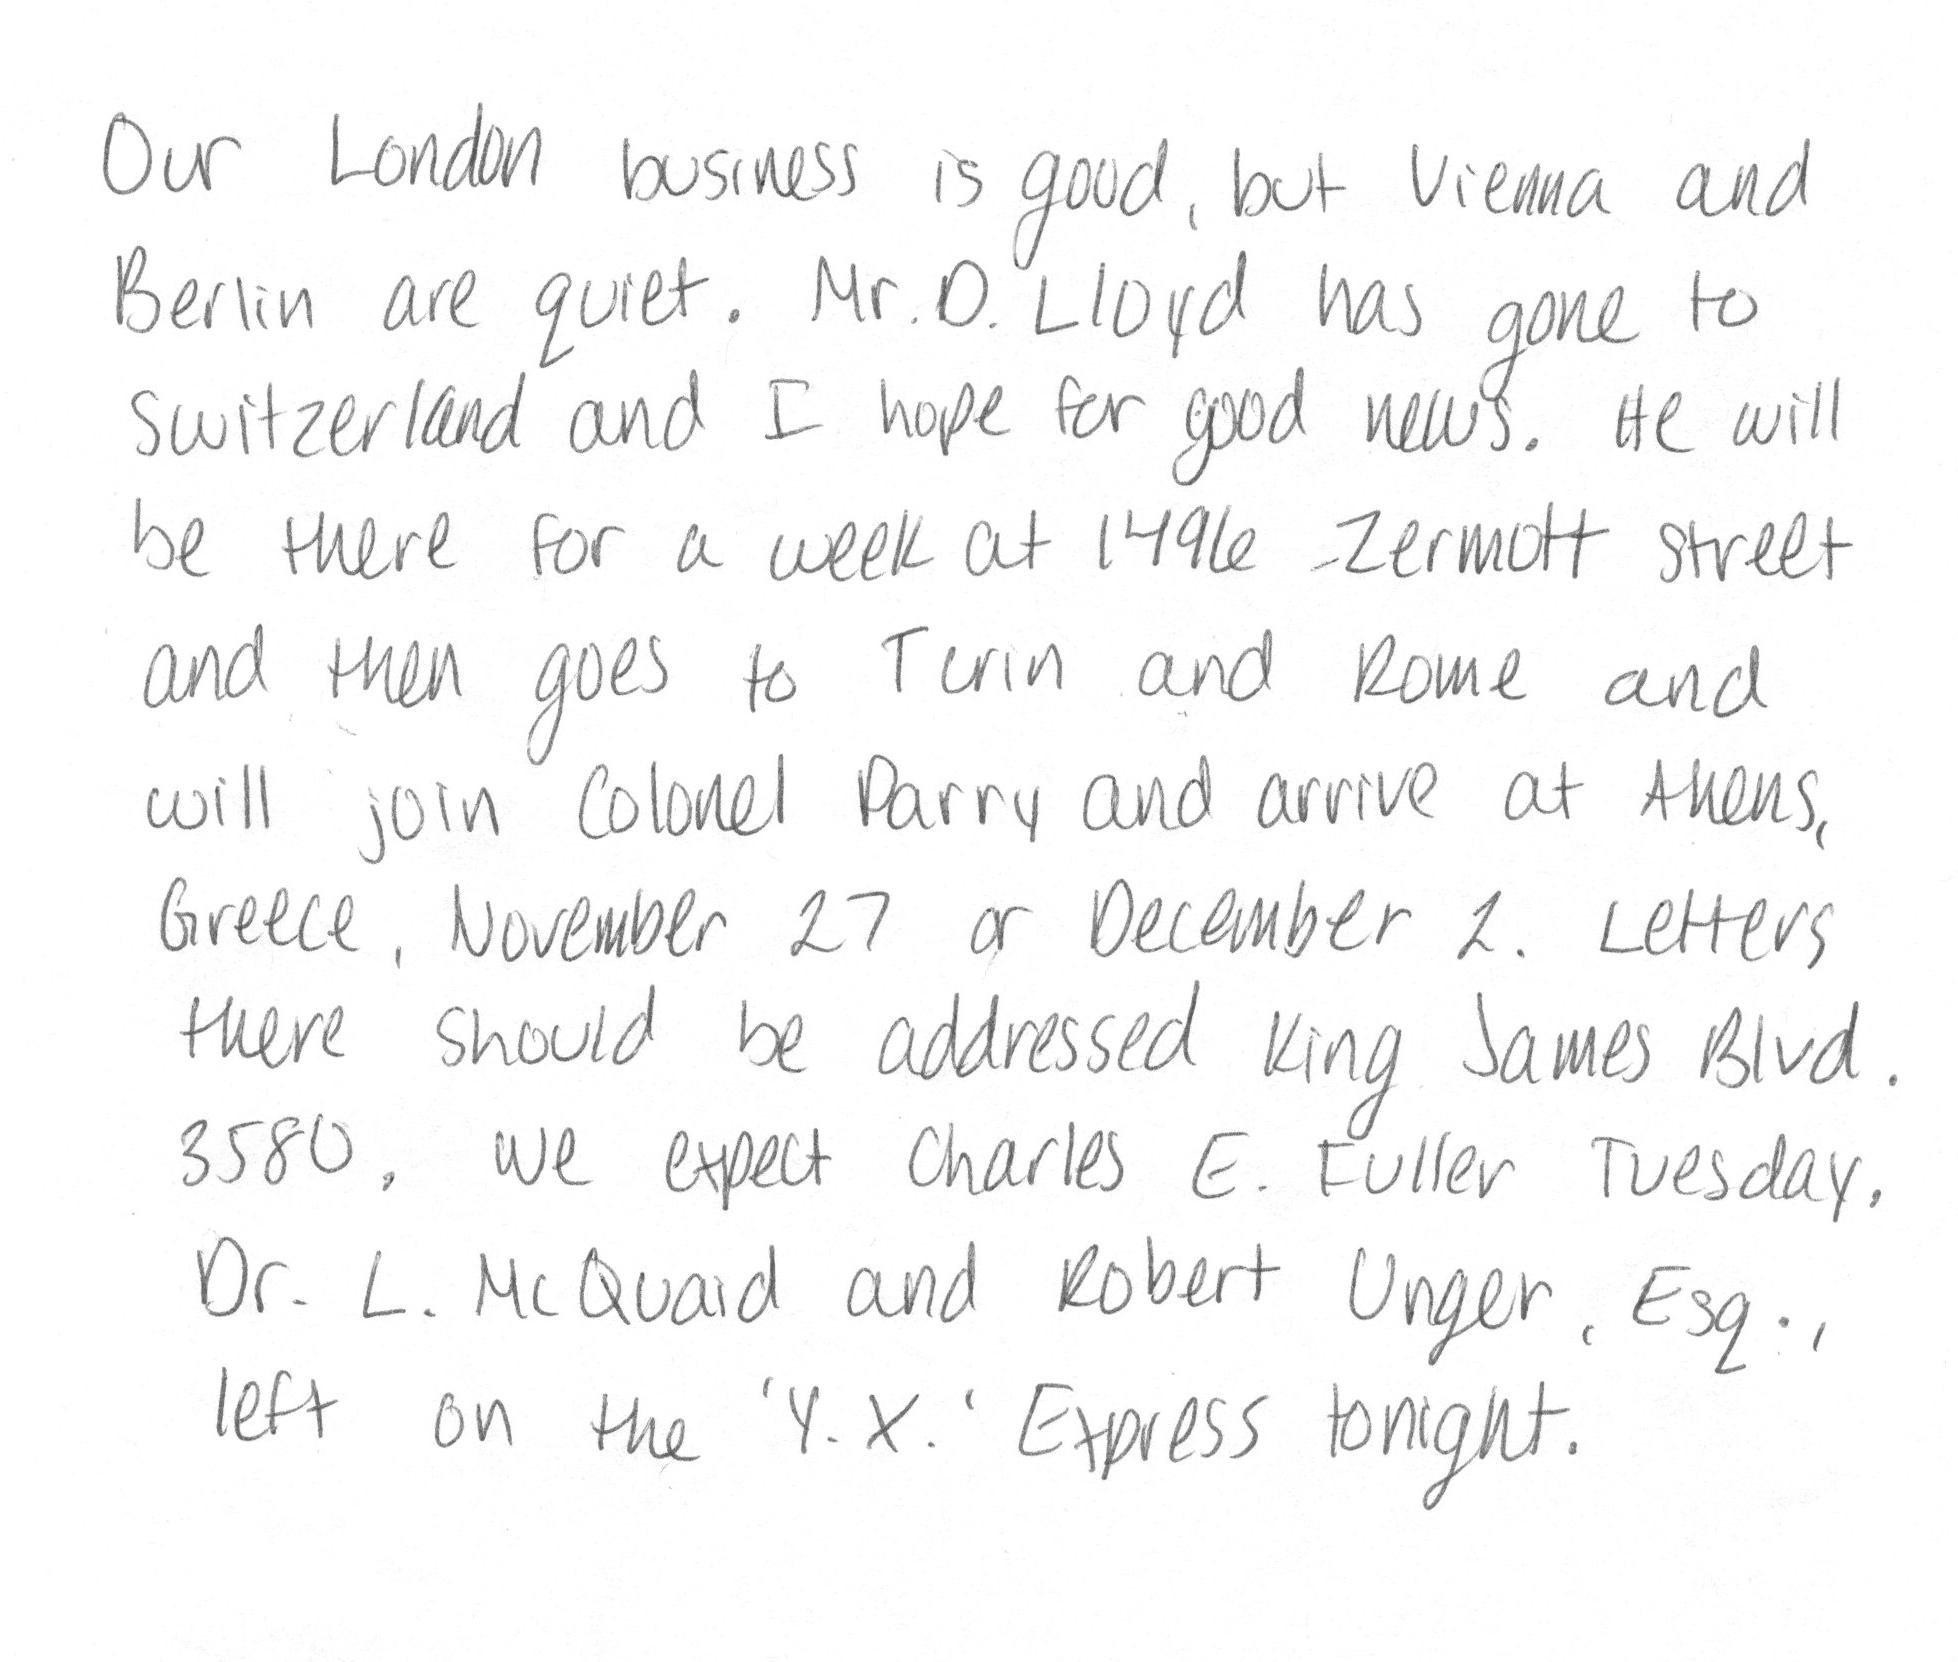 Our London business is good, but Vienna and
Berlin are quiet. Mr. D. Lloyd has gone to
Switzerland and I hope for good news. He will
be there for a week at 1496 Zermott street
and then goes to Turin and Rome and
will join Colonel Parry and arrive at Athens,
Greece, November 27 or December 2. Letters
there should be addressed King James Blvd.
3580. We expect Charles E. Fuller Tuesday.
Dr. L. McQuaid and Robert Unger, Esq.,
left on the 'Y.X.' Express tonight.